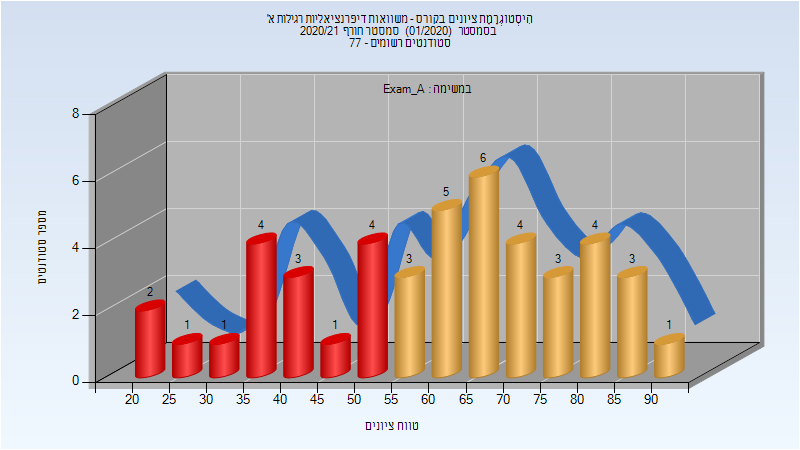 היסטוגרמת ציונים בקורס - משוואות דיפרנציאליות רגילות א'
בסמסטר (01/2020) סמסטר חורף 2020/21
סטודנטים רשומים - 77
במשימה : Exam_A
מספר סטודנטים
8
6
4
2
0
2
1
1
4
3
1
4
3
5
6
4
3
4
3
1
20 25 30 35 40 45 50 55 60 65 70 75 80 85 90
טווח ציונים